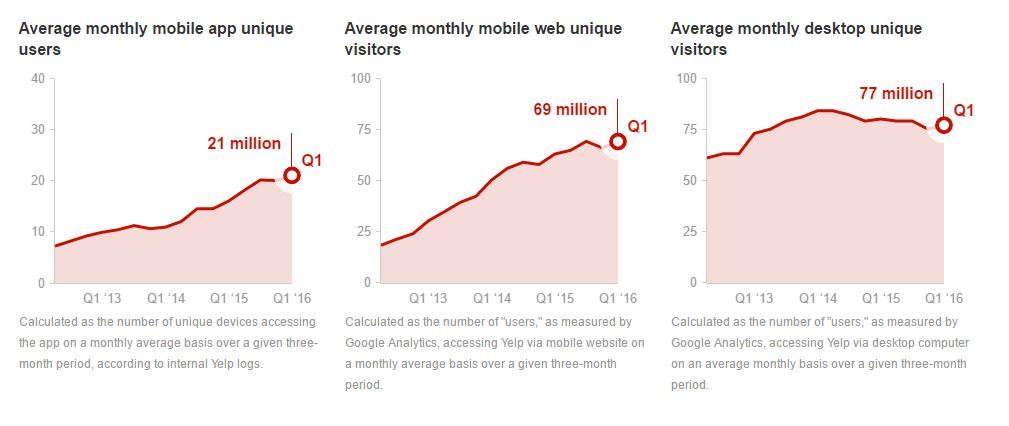 Average monthly mobile app unique
users
40
30
20
10
0
21 million
Q1
Q1 '13
Q1 '14
Q1 '15
Q1 '16
Calculated as the number of unique devices accessing
the app on a monthly average basis over a given three-
month period, according to internal Yelp logs.
Average monthly mobile web unique
visitors
100
75
50
25
0
69 million
Q1
Q1 '13
Q1 '14
Q1 '15
Q1 '16
Calculated as the number of "users," as measured by
Google Analytics, accessing Yelp via mobile website on
a monthly average basis over a given three-month
period.
Average monthly desktop unique
visitors
100
75
50
25
0
77 million
Q1
Q1 '13
Q1 '14
Q1 '15
Q1 '16
Calculated as the number of "users," as measured by
Google Analytics, accessing Yelp via desktop computer
on an average monthly basis over a given three-month
period.